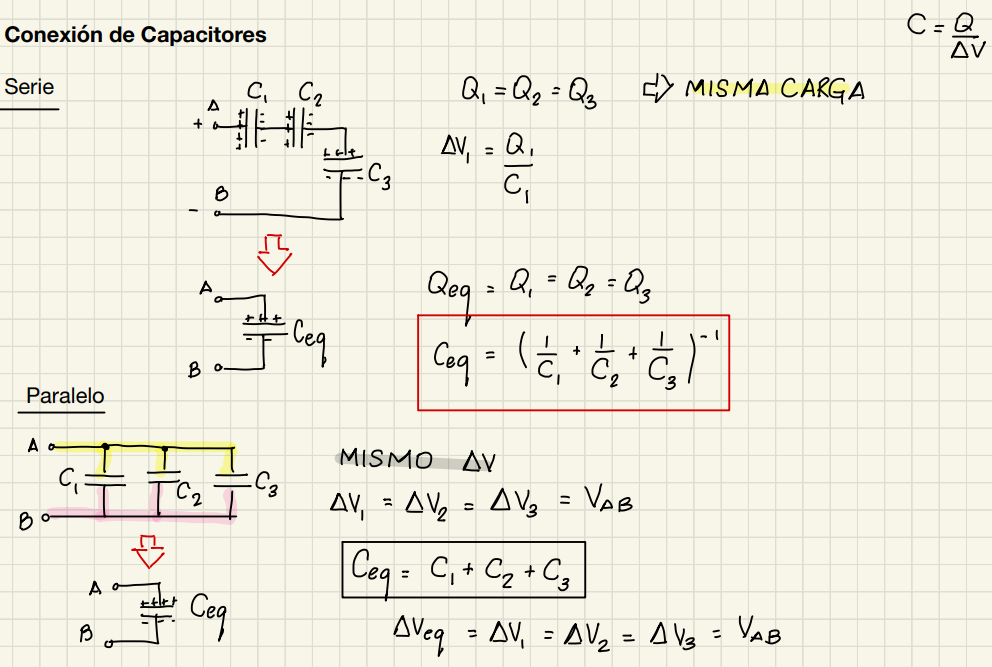 Conexión de Capacitores
C = Q / ΔV
Serie
C₁ C₂
A
+
C₃
B
-
Q₁ = Q₂ = Q₃ ⇨ MISMA CARGA
ΔV₁ = Q₁ / C₁
A
+ + +
- -
Ceq
B
Qeq = Q₁ = Q₂ = Q₃
Ceq = (1/C₁ + 1/C₂ + 1/C₃)⁻¹
Paralelo
A
C₁ C₂ C₃
B
MISMO ΔV
ΔV₁ = ΔV₂ = ΔV₃ = VAB
A
Ceq
B
Ceq = C₁ + C₂ + C₃
ΔVeq = ΔV₁ = ΔV₂ = ΔV₃ = VAB